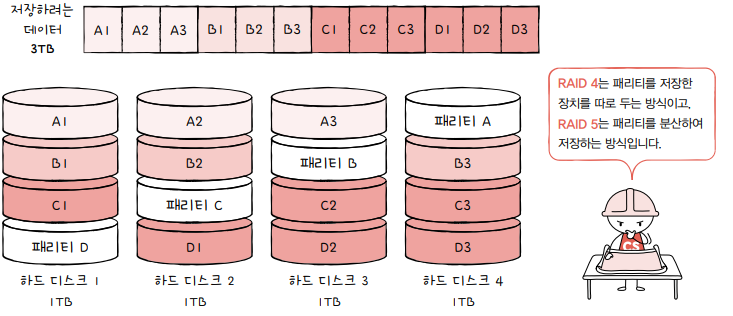 저장하려는
데이터
3TB
A1 A2 A3 B1 B2 B3 C1 C2 C3 D1 D2 D3
A1 A2 A3 패리티 A
B1 B2 패리티 B B3
C1 패리티 C C2 C3
패리티 D D1 D2 D3
하드 디스크 1 하드 디스크 2 하드 디스크 3 하드 디스크 4
1TB 1TB 1TB 1TB
RAID 4는 패리티를 저장한
장치를 따로 두는 방식이고,
RAID 5는 패리티를 분산하여
저장하는 방식입니다.
CS